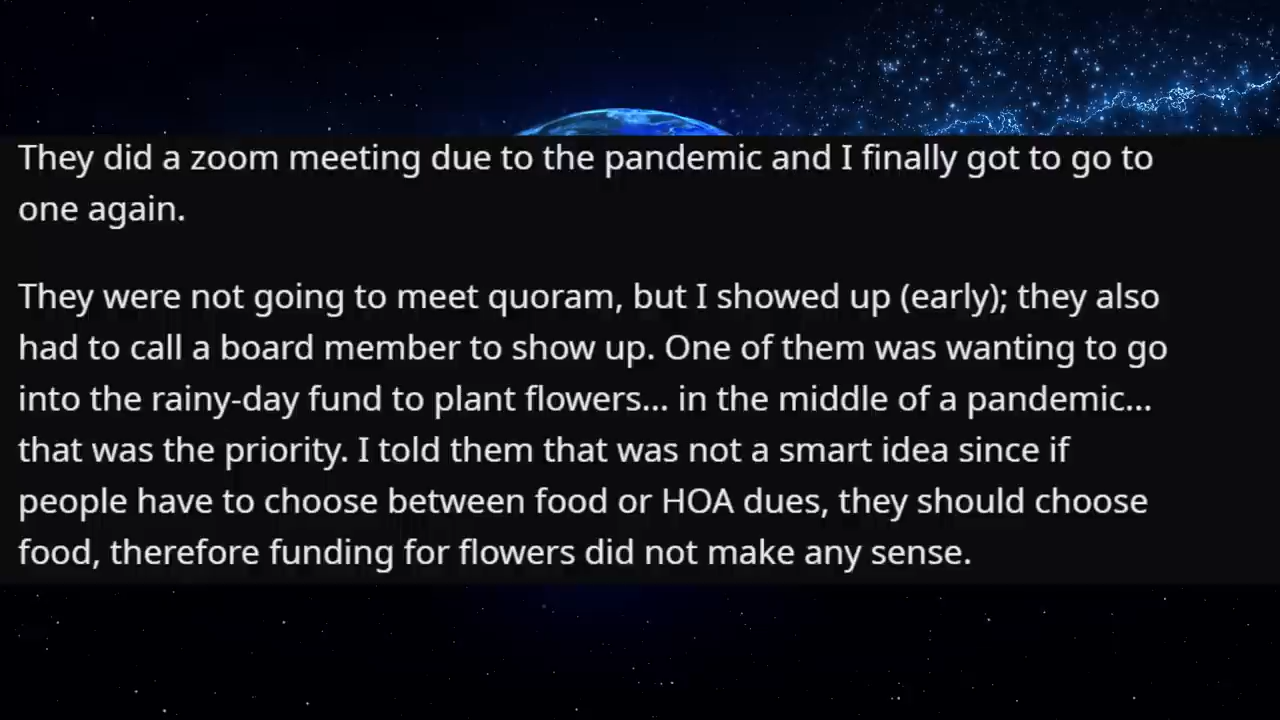 They did a zoom meeting due to the pandemic and I finally got to go to
one again.
They were not going to meet quoram, but I showed up (early); they also
had to call a board member to show up. One of them was wanting to go
into the rainy-day fund to plant flowers... in the middle of a pandemic...
that was the priority. I told them that was not a smart idea since if
people have to choose between food or HOA dues, they should choose
food, therefore funding for flowers did not make any sense.